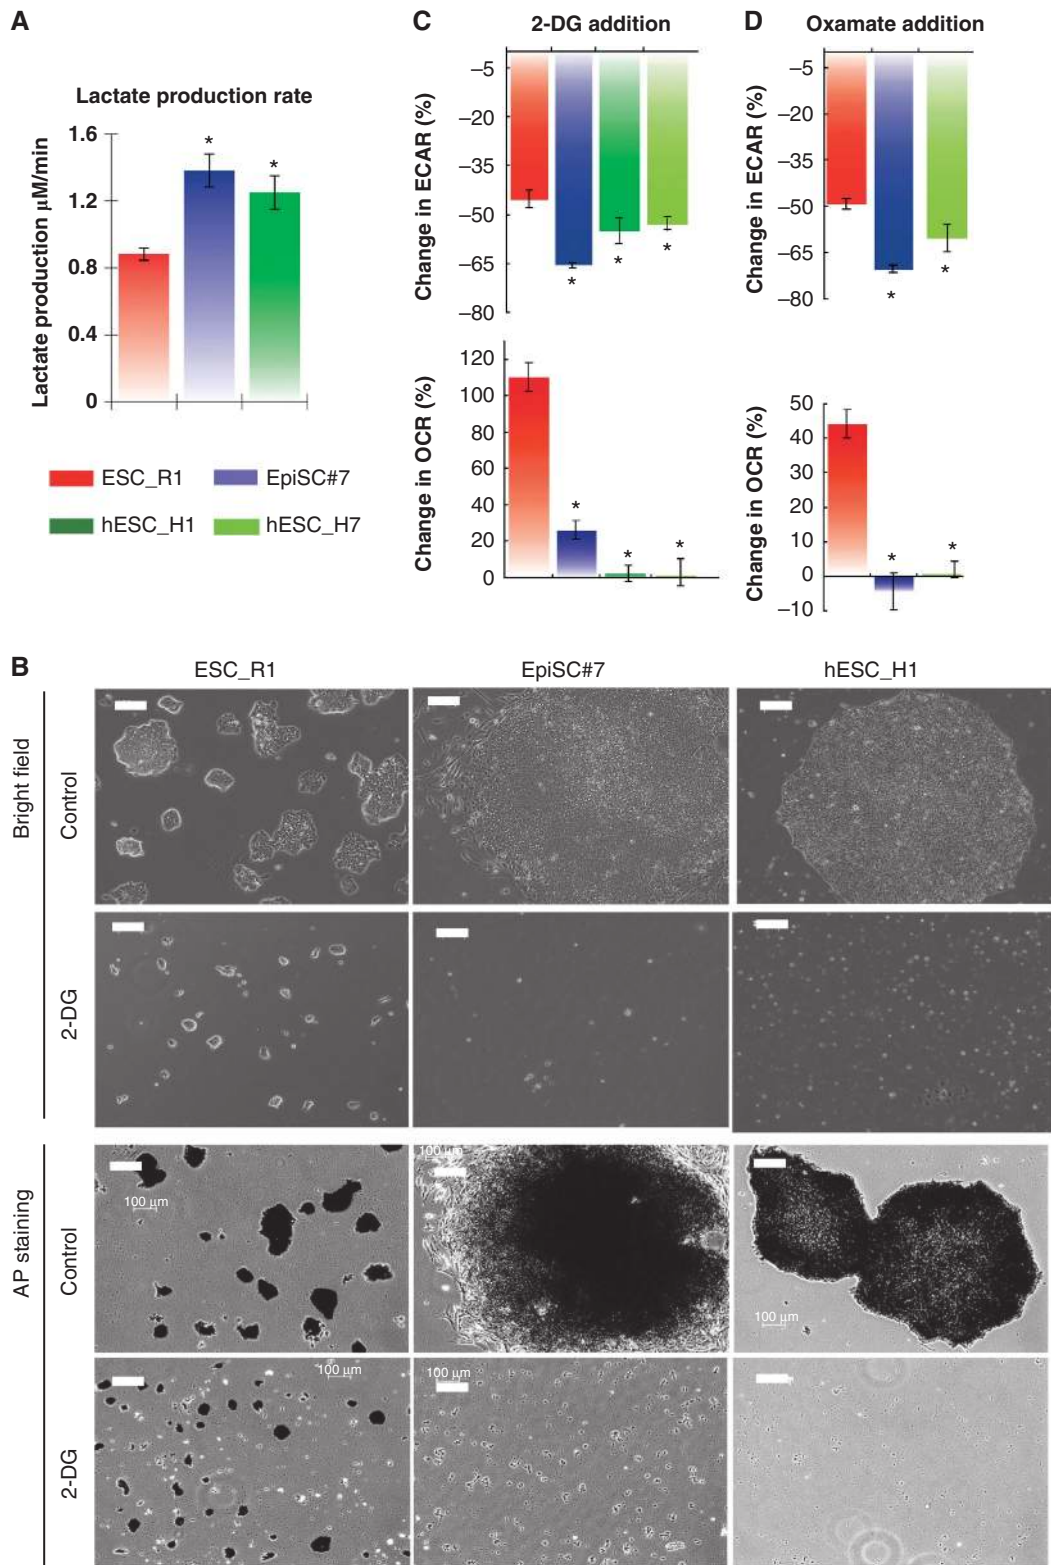 A
Lactate production rate
Lactate production μM/min
1.6
1.2
0.8
0.4
0
*
*
ESC_R1
EpiSC#7
hESC_H1
hESC_H7
C
2-DG addition
Change in ECAR (%)
–5
–20
–35
–50
–65
–80
*
*
*
Change in OCR (%)
120
100
80
60
40
20
0
*
*
*
D
Oxamate addition
Change in ECAR (%)
–5
–20
–35
–50
–65
–80
*
*
Change in OCR (%)
50
40
30
20
10
0
–10
*
*
B
ESC_R1
EpiSC#7
hESC_H1
Bright field
Control
2-DG
AP staining
Control
100 μm
100 μm
100 μm
2-DG
100 μm
100 μm